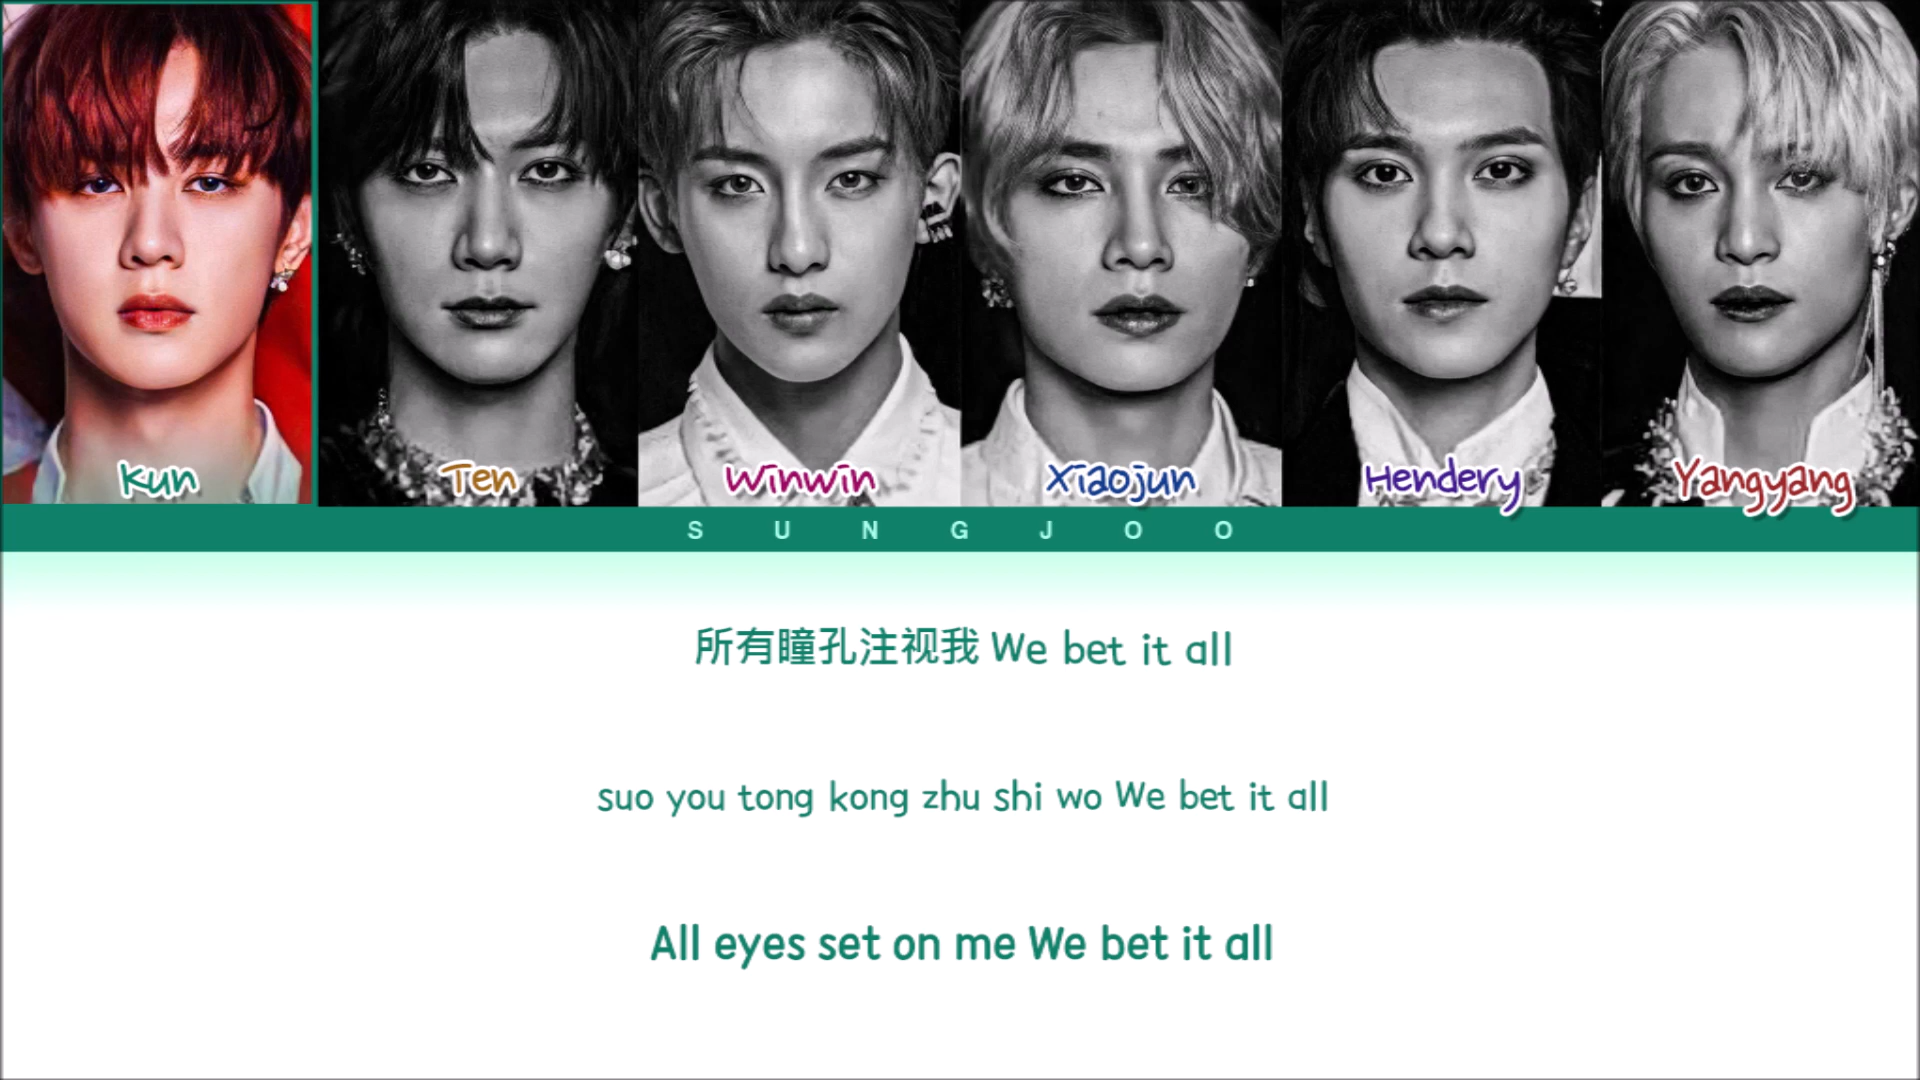 Kun Ten Winwin Xiaojun Hendery Yangyang
SUNGJOO
所有瞳孔注视我 We bet it all
suo you tong kong zhu shi wo We bet it all
All eyes set on me We bet it all